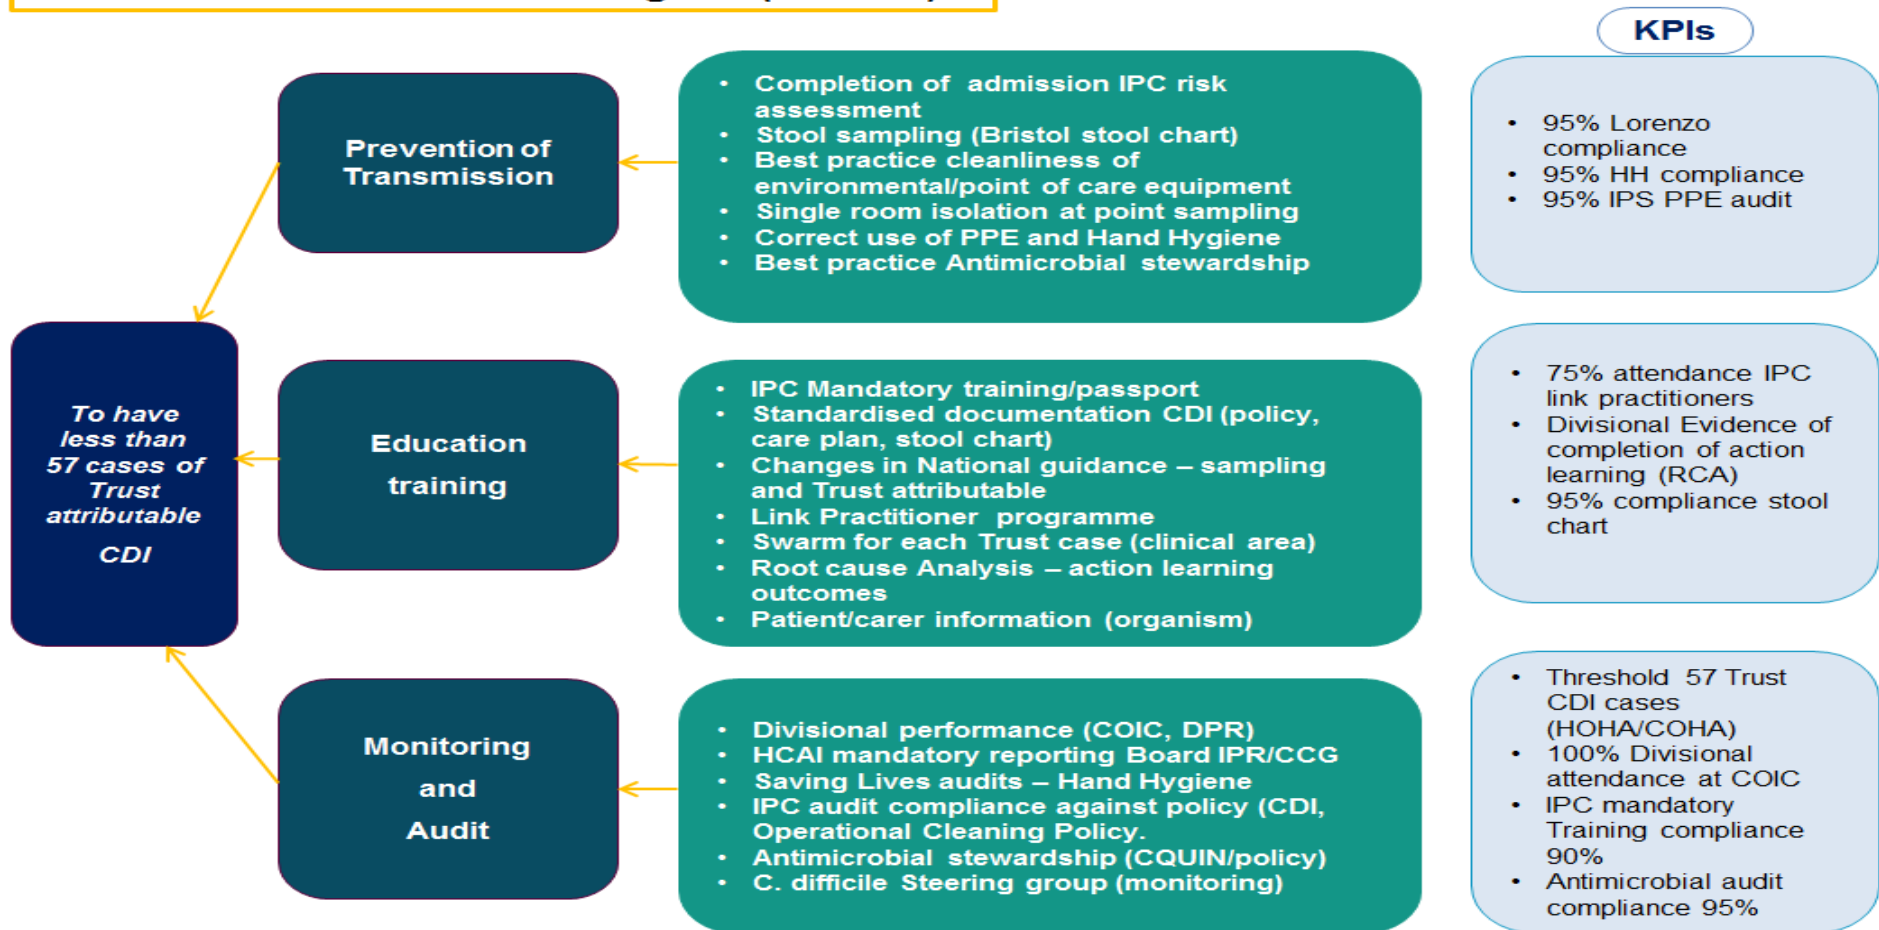 KPIs
Prevention of
Transmission
• Completion of admission IPC risk
assessment
• Stool sampling (Bristol stool chart)
• Best practice cleanliness of
environmental/point of care equipment
• Single room isolation at point sampling
• Correct use of PPE and Hand Hygiene
• Best practice Antimicrobial stewardship
• 95% Lorenzo
compliance
• 95% HH compliance
• 95% IPS PPE audit
To have
less than
57 cases of
Trust
attributable
CDI
Education
training
• IPC Mandatory training/passport
• Standardised documentation CDI (policy,
care plan, stool chart)
• Changes in National guidance – sampling
and Trust attributable
• Link Practitioner programme
• Swarm for each Trust case (clinical area)
• Root cause Analysis – action learning
outcomes
• Patient/carer information (organism)
• 75% attendance IPC
link practitioners
• Divisional Evidence of
completion of action
learning (RCA)
• 95% compliance stool
chart
Monitoring
and
Audit
• Divisional performance (COIC, DPR)
• HCAI mandatory reporting Board IPR/CCG
• Saving Lives audits – Hand Hygiene
• IPC audit compliance against policy (CDI,
Operational Cleaning Policy.
• Antimicrobial stewardship (CQUIN/policy)
• C. difficile Steering group (monitoring)
• Threshold 57 Trust
CDI cases
(HOHA/COHA)
• 100% Divisional
attendance at COIC
• IPC mandatory
Training compliance
90%
• Antimicrobial audit
compliance 95%